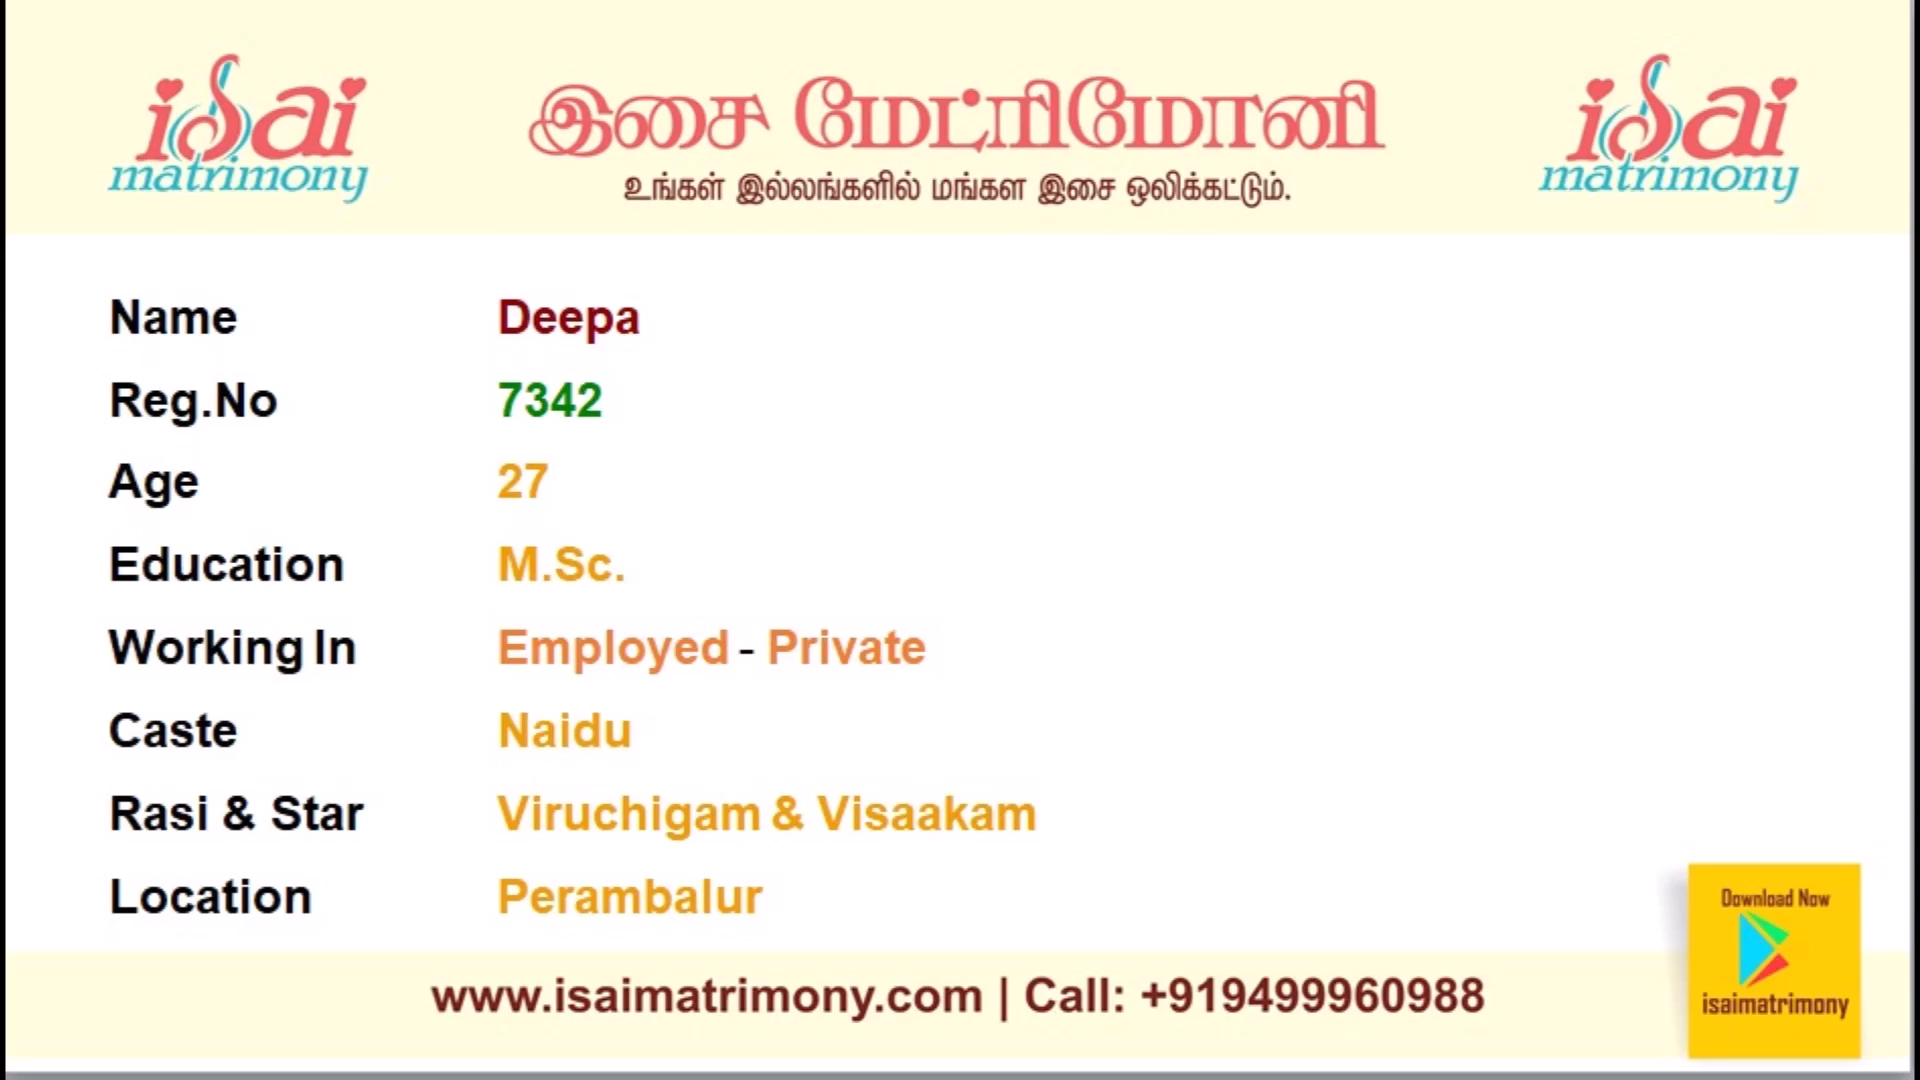 isai
matrimony
இசை மேட்ரிமோனி
உங்கள் இல்லங்களில் மங்கள இசை ஒலிக்கட்டும்.
isai
matrimony
Name Deepa
Reg.No 7342
Age 27
Education M.Sc.
Working In Employed - Private
Caste Naidu
Rasi & Star Viruchigam & Visaakam
Location Perambalur
Download Now
isaimatrimony
www.isaimatrimony.com | Call: +919499960988